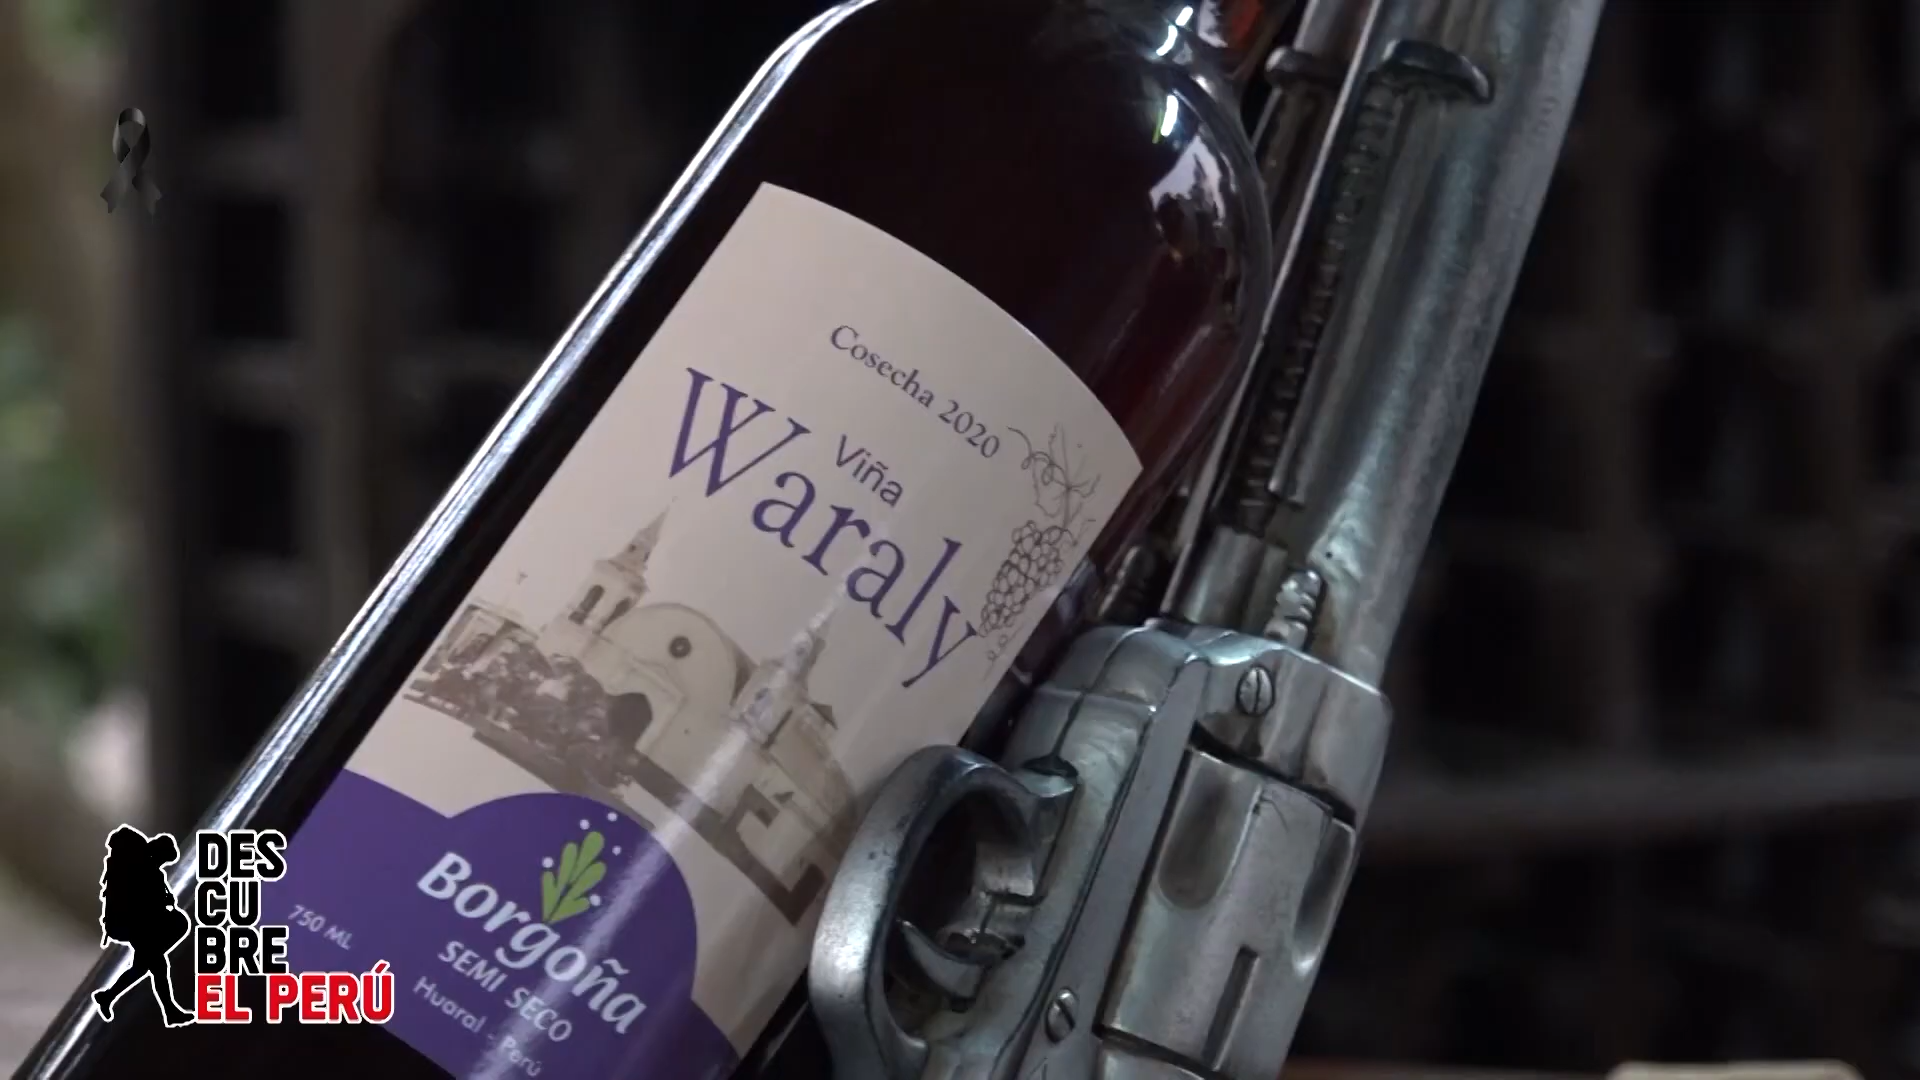 Cosecha 2020
Viña
Waraly
Borgoña
SEMI SECO
750 ML
Huaral - Perú
DES
CU
BRE
EL PERÚ